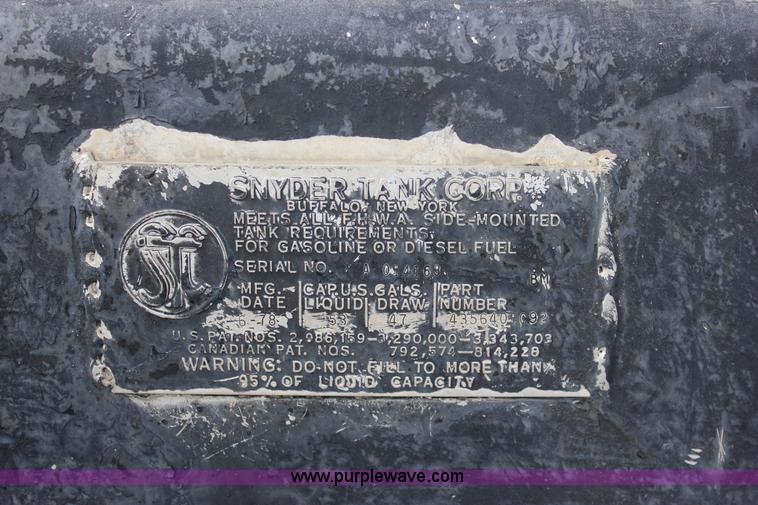 SNYDER TANK CORP.
BUFFALO, NEW YORK
MEETS ALL F.H.W.A. SIDE-MOUNTED
TANK REQUIREMENTS.
FOR GASOLINE OR DIESEL FUEL
SERIAL NO. A
BN
MFG. DATE CAP. U.S. GALS. PART
LIQUID DRAW NUMBER
6-78 53 47
U.S. PAT. NOS. 2,986,159-3,290,000-3,343,703
CANADIAN PAT. NOS. 792,574-814,228
WARNING: DO NOT FILL TO MORE THAN
95% OF LIQUID CAPACITY
www.purplewave.com